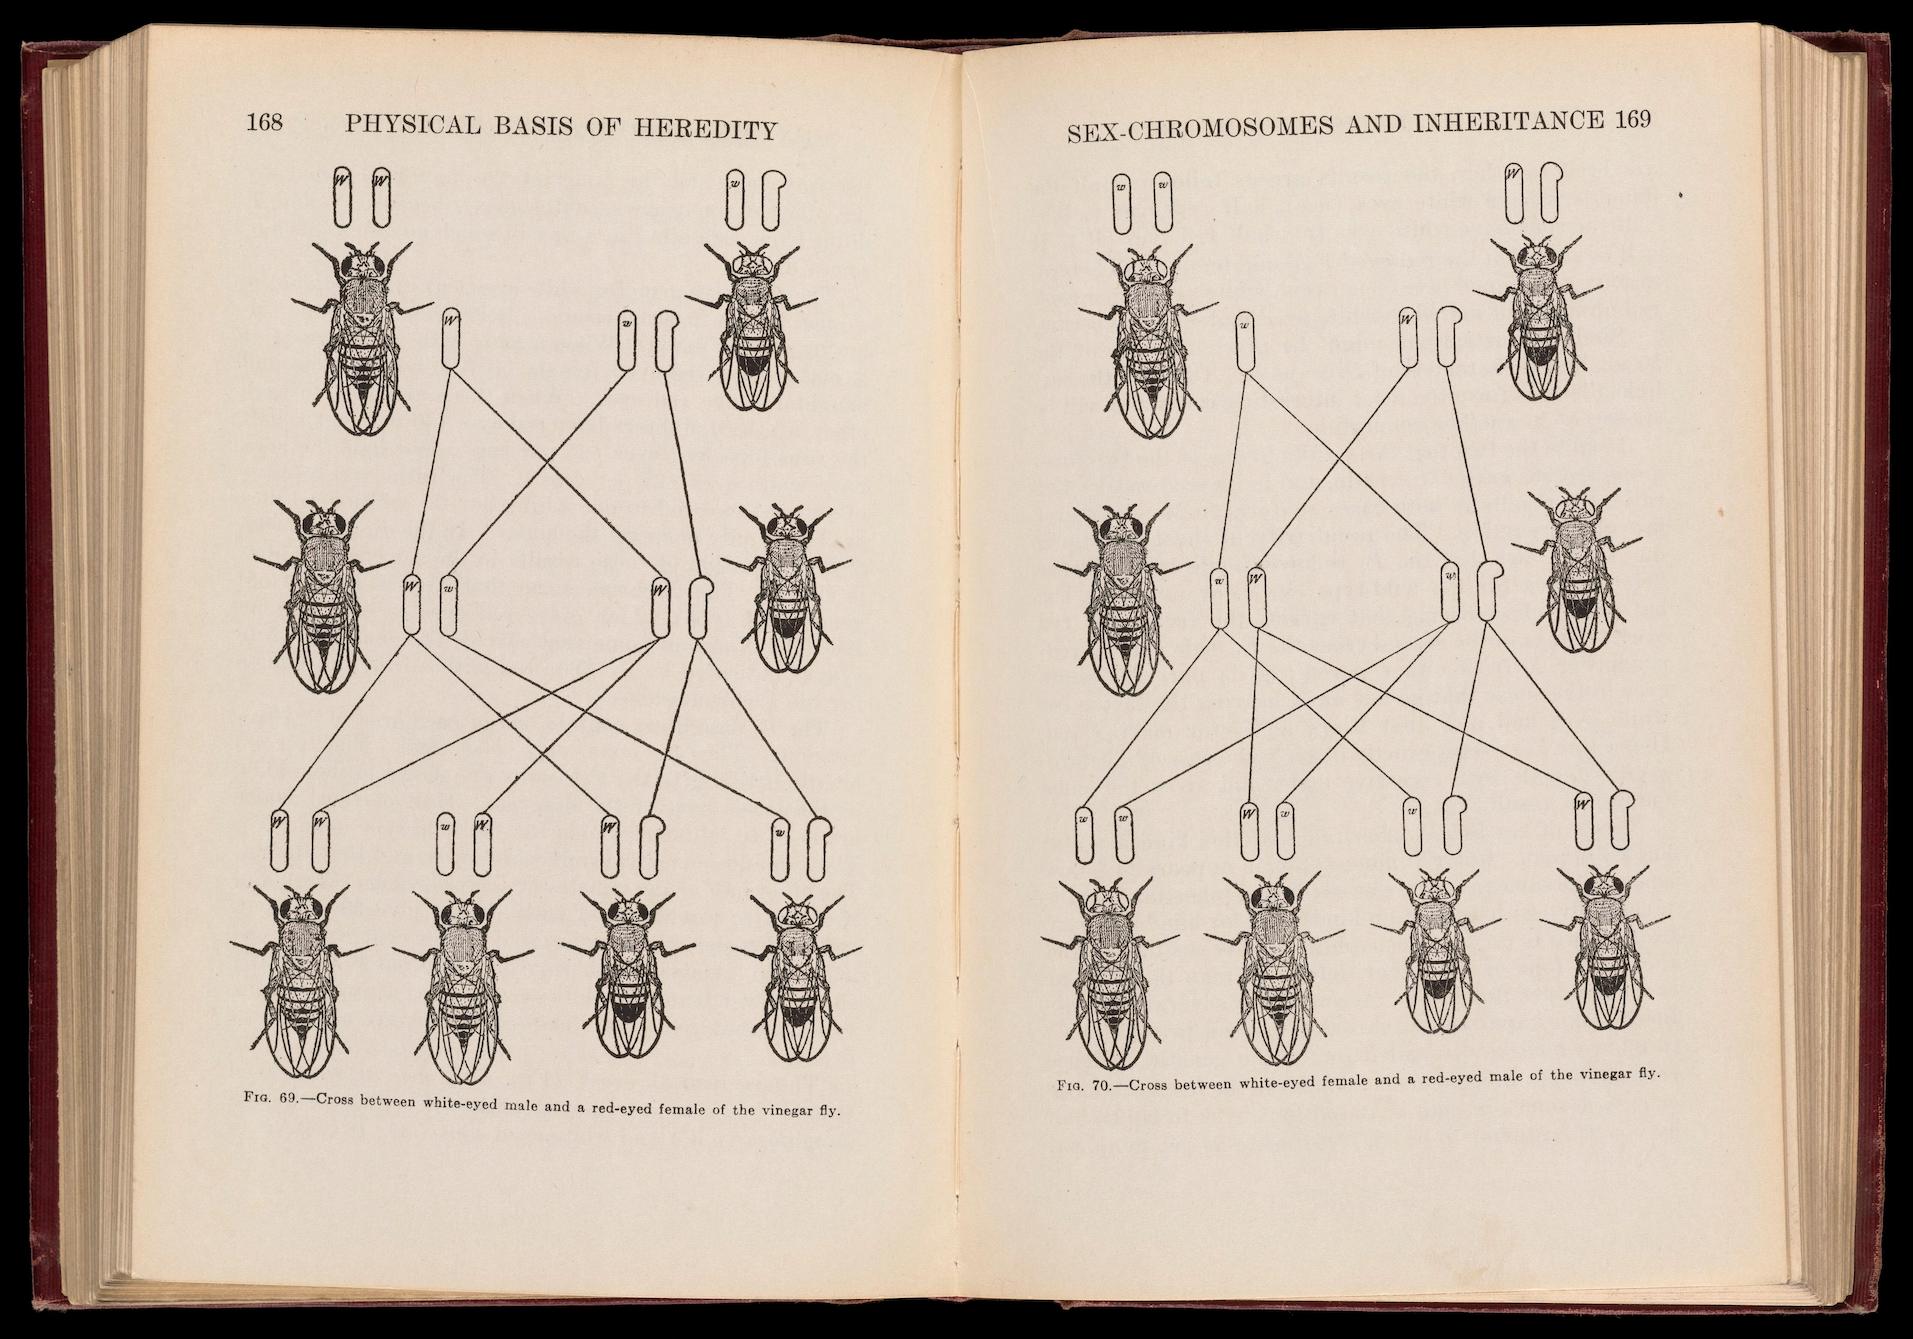 168 PHYSICAL BASIS OF HEREDITY
W W w
W w
W w W
W W w W W w
FIG. 69.—Cross between white-eyed male and a red-eyed female of the vinegar fly.
SEX-CHROMOSOMES AND INHERITANCE 169
w w W
w W
w W w
w w W w w W
FIG. 70.—Cross between white-eyed female and a red-eyed male of the vinegar fly.